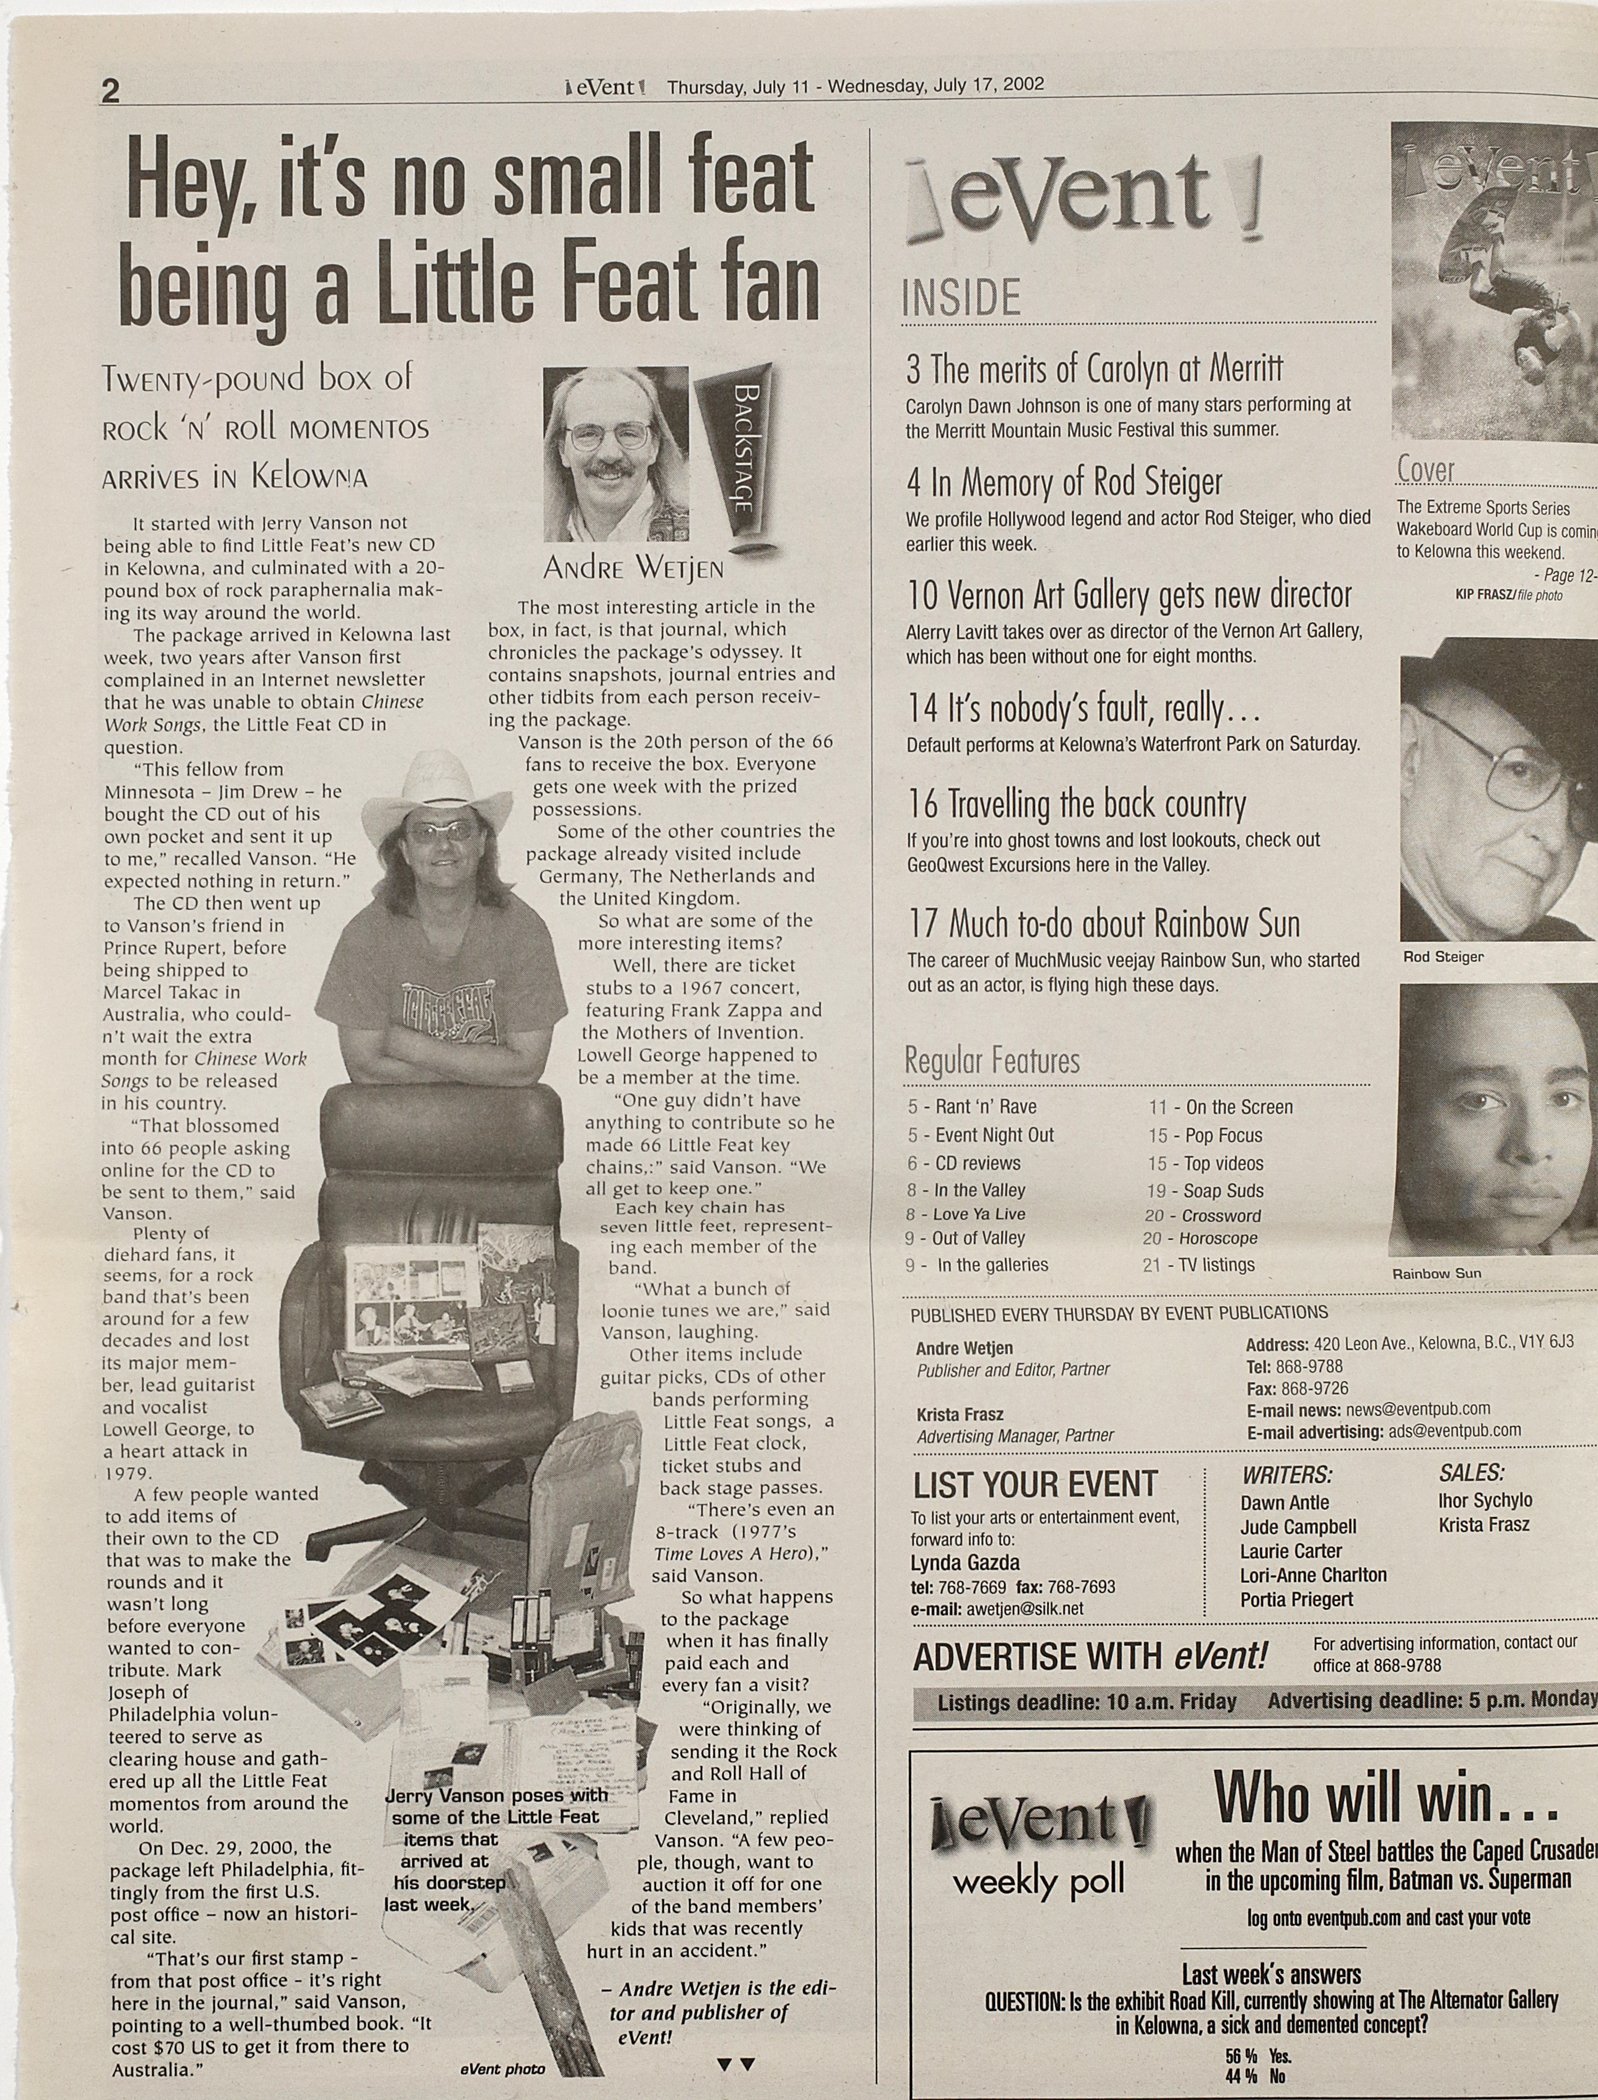 2
¡eVent! Thursday, July 11 - Wednesday, July 17, 2002
Hey, it's no small feat
being a Little Feat fan
Twenty-pound box of
rock 'n' roll momentos
arrives in Kelowna
Backstage
Andre Wetjen
It started with Jerry Vanson not
being able to find Little Feat's new CD
in Kelowna, and culminated with a 20-
pound box of rock paraphernalia mak-
ing its way around the world.
The package arrived in Kelowna last
week, two years after Vanson first
complained in an Internet newsletter
that he was unable to obtain Chinese
Work Songs, the Little Feat CD in
question.
"This fellow from
Minnesota – Jim Drew – he
bought the CD out of his
own pocket and sent it up
to me," recalled Vanson. "He
expected nothing in return."
The CD then went up
to Vanson's friend in
Prince Rupert, before
being shipped to
Marcel Takac in
Australia, who could-
n't wait the extra
month for Chinese Work
Songs to be released
in his country.
"That blossomed
into 66 people asking
online for the CD to
be sent to them," said
Vanson.
Plenty of
diehard fans, it
seems, for a rock
band that's been
around for a few
decades and lost
its major mem-
ber, lead guitarist
and vocalist
Lowell George, to
a heart attack in
1979.
A few people wanted
to add items of
their own to the CD
that was to make the
rounds and it
wasn't long
before everyone
wanted to con-
tribute. Mark
Joseph of
Philadelphia volun-
teered to serve as
clearing house and gath-
ered up all the Little Feat
momentos from around the
world.
On Dec. 29, 2000, the
package left Philadelphia, fit-
tingly from the first U.S.
post office – now an histori-
cal site.
"That's our first stamp -
from that post office - it's right
here in the journal," said Vanson,
pointing to a well-thumbed book. "It
cost $70 US to get it from there to
Australia."
The most interesting article in the
box, in fact, is that journal, which
chronicles the package's odyssey. It
contains snapshots, journal entries and
other tidbits from each person receiv-
ing the package.
Vanson is the 20th person of the 66
fans to receive the box. Everyone
gets one week with the prized
possessions.
Some of the other countries the
package already visited include
Germany, The Netherlands and
the United Kingdom.
So what are some of the
more interesting items?
Well, there are ticket
stubs to a 1967 concert,
featuring Frank Zappa and
the Mothers of Invention.
Lowell George happened to
be a member at the time.
"One guy didn't have
anything to contribute so he
made 66 Little Feat key
chains,:" said Vanson. "We
all get to keep one."
Each key chain has
seven little feet, represent-
ing each member of the
band.
"What a bunch of
loonie tunes we are," said
Vanson, laughing.
Other items include
guitar picks, CDs of other
bands performing
Little Feat songs, a
Little Feat clock,
ticket stubs and
back stage passes.
"There's even an
8-track (1977's
Time Loves A Hero),"
said Vanson.
So what happens
to the package
when it has finally
paid each and
every fan a visit?
"Originally, we
were thinking of
sending it the Rock
and Roll Hall of
Fame in
Cleveland," replied
Vanson. "A few peo-
ple, though, want to
auction it off for one
of the band members'
kids that was recently
hurt in an accident."
– Andre Wetjen is the edi-
tor and publisher of
eVent!
LITTLE FEAT
Jerry Vanson poses with
some of the Little Feat
items that
arrived at
his doorstep
last week.
eVent photo
¡eVent!
INSIDE
3 The merits of Carolyn at Merritt
Carolyn Dawn Johnson is one of many stars performing at
the Merritt Mountain Music Festival this summer.
4 In Memory of Rod Steiger
We profile Hollywood legend and actor Rod Steiger, who died
earlier this week.
10 Vernon Art Gallery gets new director
Alerry Lavitt takes over as director of the Vernon Art Gallery,
which has been without one for eight months.
14 It's nobody's fault, really...
Default performs at Kelowna's Waterfront Park on Saturday.
16 Travelling the back country
If you're into ghost towns and lost lookouts, check out
GeoQwest Excursions here in the Valley.
17 Much to-do about Rainbow Sun
The career of MuchMusic veejay Rainbow Sun, who started
out as an actor, is flying high these days.
¡eVent!
Cover
The Extreme Sports Series
Wakeboard World Cup is comin
to Kelowna this weekend.
- Page 12-
KIP FRASZ/file photo
Rod Steiger
Rainbow Sun
Regular Features
5 - Rant 'n' Rave
5 - Event Night Out
6 - CD reviews
8 - In the Valley
8 - Love Ya Live
9 - Out of Valley
9 - In the galleries
11 - On the Screen
15 - Pop Focus
15 - Top videos
19 - Soap Suds
20 - Crossword
20 - Horoscope
21 - TV listings
PUBLISHED EVERY THURSDAY BY EVENT PUBLICATIONS
Andre Wetjen
Publisher and Editor, Partner
Krista Frasz
Advertising Manager, Partner
Address: 420 Leon Ave., Kelowna, B.C., V1Y 6J3
Tel: 868-9788
Fax: 868-9726
E-mail news: news@eventpub.com
E-mail advertising: ads@eventpub.com
LIST YOUR EVENT
To list your arts or entertainment event,
forward info to:
Lynda Gazda
tel: 768-7669 fax: 768-7693
e-mail: awetjen@silk.net
WRITERS:
Dawn Antle
Jude Campbell
Laurie Carter
Lori-Anne Charlton
Portia Priegert
SALES:
Ihor Sychylo
Krista Frasz
ADVERTISE WITH eVent!
For advertising information, contact our
office at 868-9788
Listings deadline: 10 a.m. Friday Advertising deadline: 5 p.m. Monday
¡eVent!
weekly poll
Who will win...
when the Man of Steel battles the Caped Crusader
in the upcoming film, Batman vs. Superman
log onto eventpub.com and cast your vote
Last week's answers
QUESTION: Is the exhibit Road Kill, currently showing at The Alternator Gallery
in Kelowna, a sick and demented concept?
56 % Yes.
44 % No